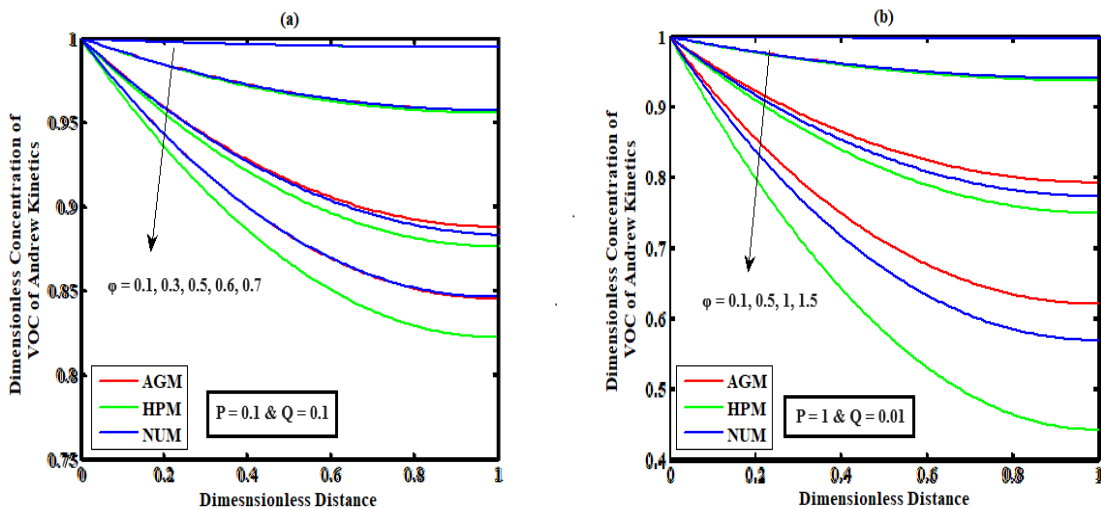 (a)
1
0.95
0.9
0.85
0.8
0.75
Dimensionless Concentration of
VOC of Andrew Kinetics
φ = 0.1, 0.3, 0.5, 0.6, 0.7
AGM
HPM
NUM
P = 0.1 & Q = 0.1
0 0.2 0.4 0.6 0.8 1
Dimesnsionless Distance
(b)
1
0.9
0.8
0.7
0.6
0.5
0.4
Dimensionless Concentration of
VOC of Andrew Kinetics
φ = 0.1, 0.5, 1, 1.5
AGM
HPM
NUM
P = 1 & Q = 0.01
0 0.2 0.4 0.6 0.8 1
Dimensionless Distance